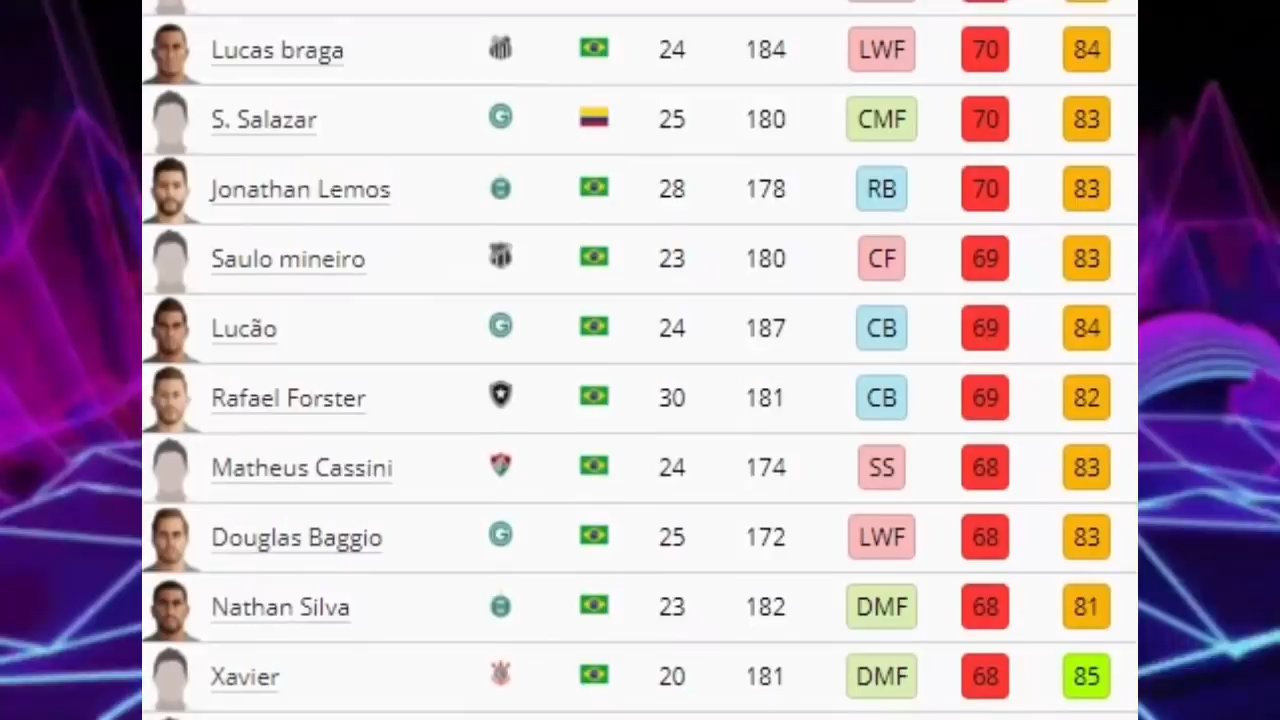 Lucas braga 24 184 LWF 70 84
S. Salazar 25 180 CMF 70 83
Jonathan Lemos 28 178 RB 70 83
Saulo mineiro 23 180 CF 69 83
Lucão 24 187 CB 69 84
Rafael Forster 30 181 CB 69 82
Matheus Cassini 24 174 SS 68 83
Douglas Baggio 25 172 LWF 68 83
Nathan Silva 23 182 DMF 68 81
Xavier 20 181 DMF 68 85